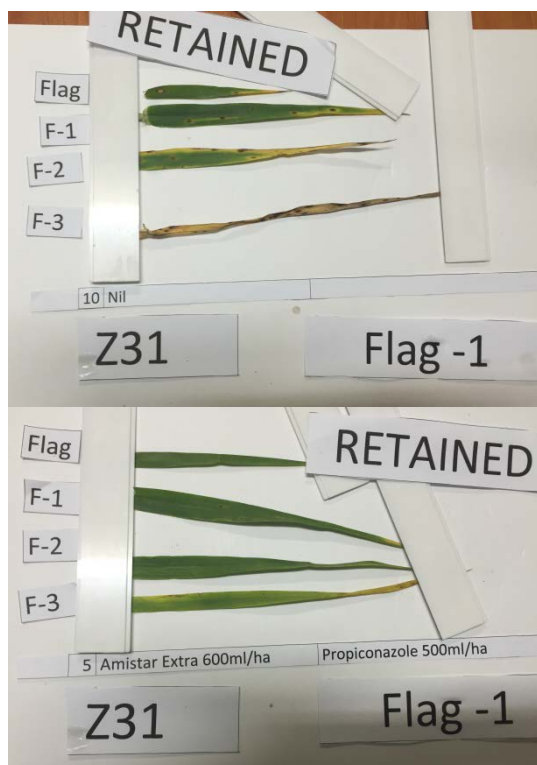 RETAINED
Flag
F-1
F-2
F-3
10 Nil
Z31 Flag -1
Flag
RETAINED
F-1
F-2
F-3
5 Amistar Extra 600ml/ha Propiconazole 500ml/ha
Z31 Flag -1